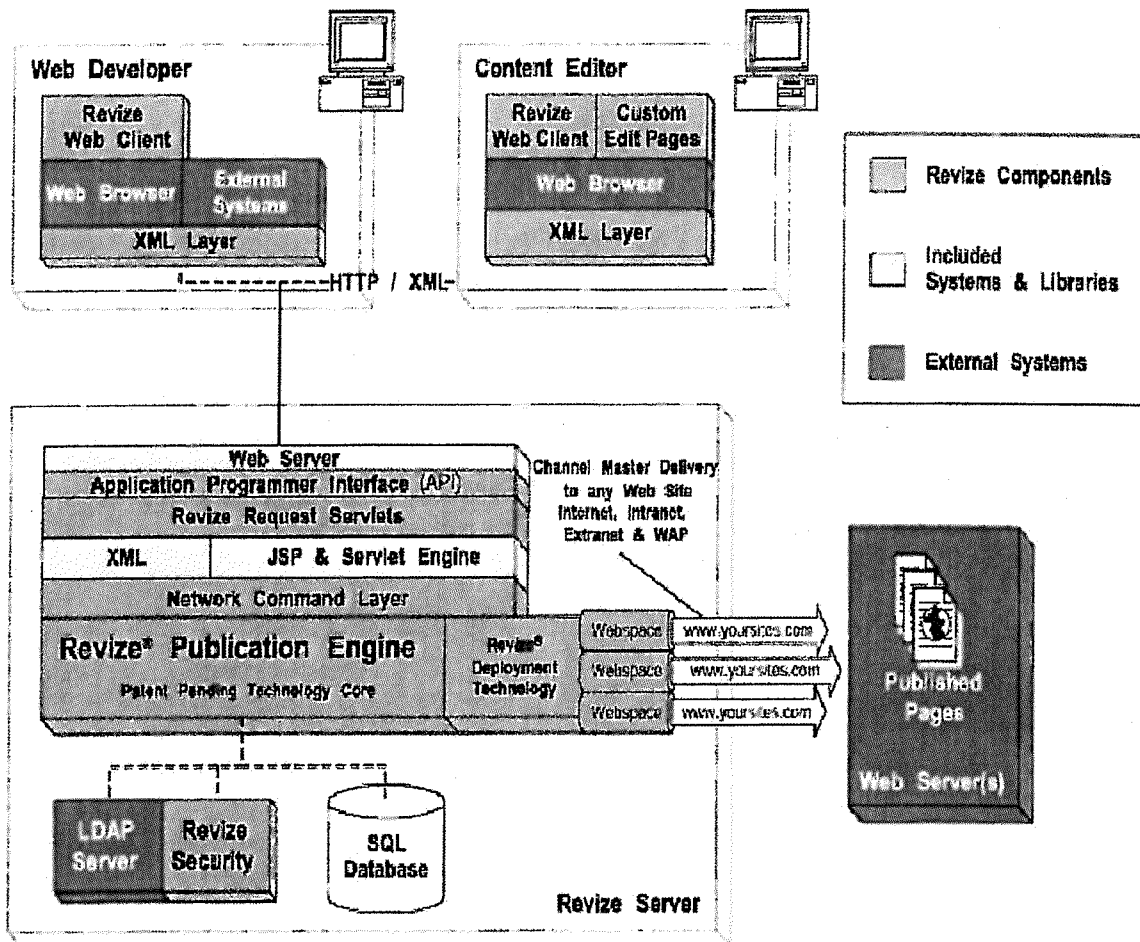 Web Developer
Revize
Web Client
Web Browser
External
Systems
XML Layer
Content Editor
Revize
Web Client
Custom
Edit Pages
Web Browser
XML Layer
HTTP / XML
Revize Components
Included
Systems & Libraries
External Systems
Web Server
Application Programmer Interface (API)
Revize Request Servlets
XML
JSP & Servlet Engine
Network Command Layer
Revize® Publication Engine
Patent Pending Technology Core
Revize®
Deployment
Technology
Channel Master Delivery
to any Web Site
Internet, Intranet,
Extranet & WAP
Webspace
www.yoursites.com
Webspace
www.yoursites.com
Webspace
www.yoursites.com
Published
Pages
Web Server(s)
LDAP
Server
Revize
Security
SQL
Database
Revize Server